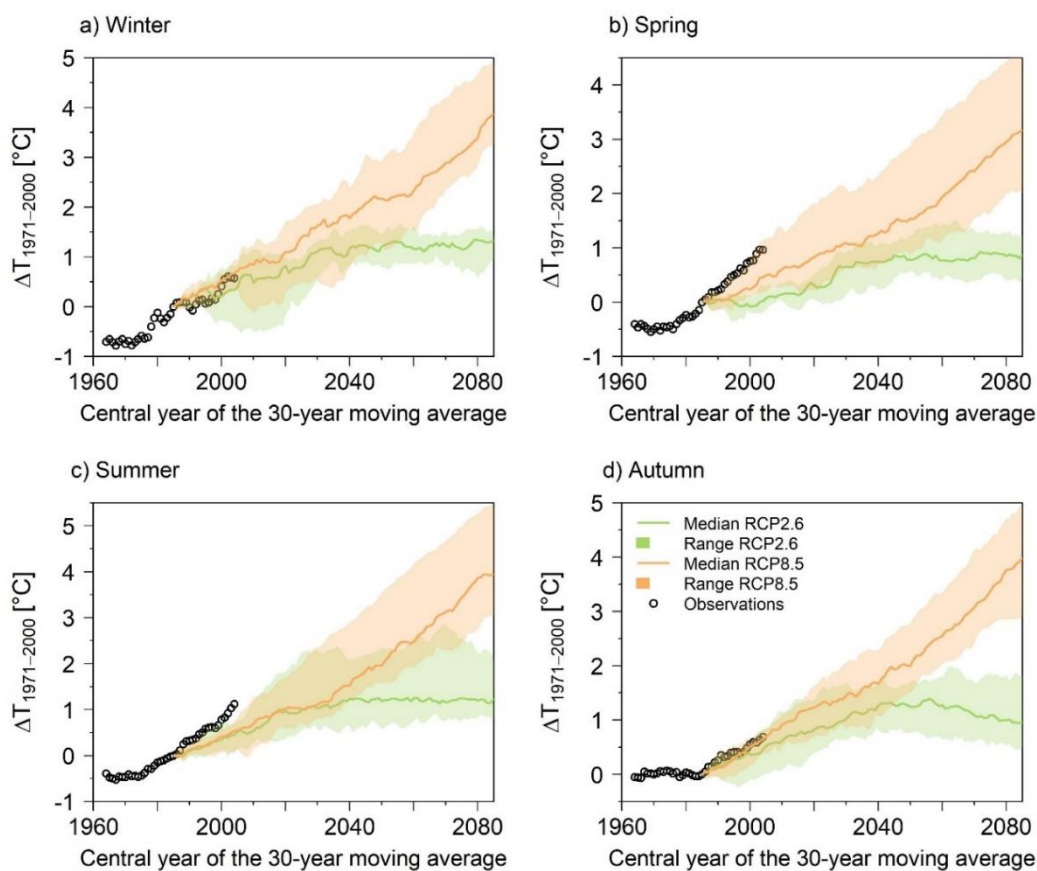 a) Winter
5
4
3
2
1
0
-1
ΔT1971–2000 [°C]
1960 2000 2040 2080
Central year of the 30-year moving average
b) Spring
4
3
2
1
0
-1
ΔT1971–2000 [°C]
1960 2000 2040 2080
Central year of the 30-year moving average
c) Summer
5
4
3
2
1
0
-1
ΔT1971–2000 [°C]
1960 2000 2040 2080
Central year of the 30-year moving average
d) Autumn
5
4
3
2
1
0
ΔT1971–2000 [°C]
Median RCP2.6
Range RCP2.6
Median RCP8.5
Range RCP8.5
Observations
1960 2000 2040 2080
Central year of the 30-year moving average